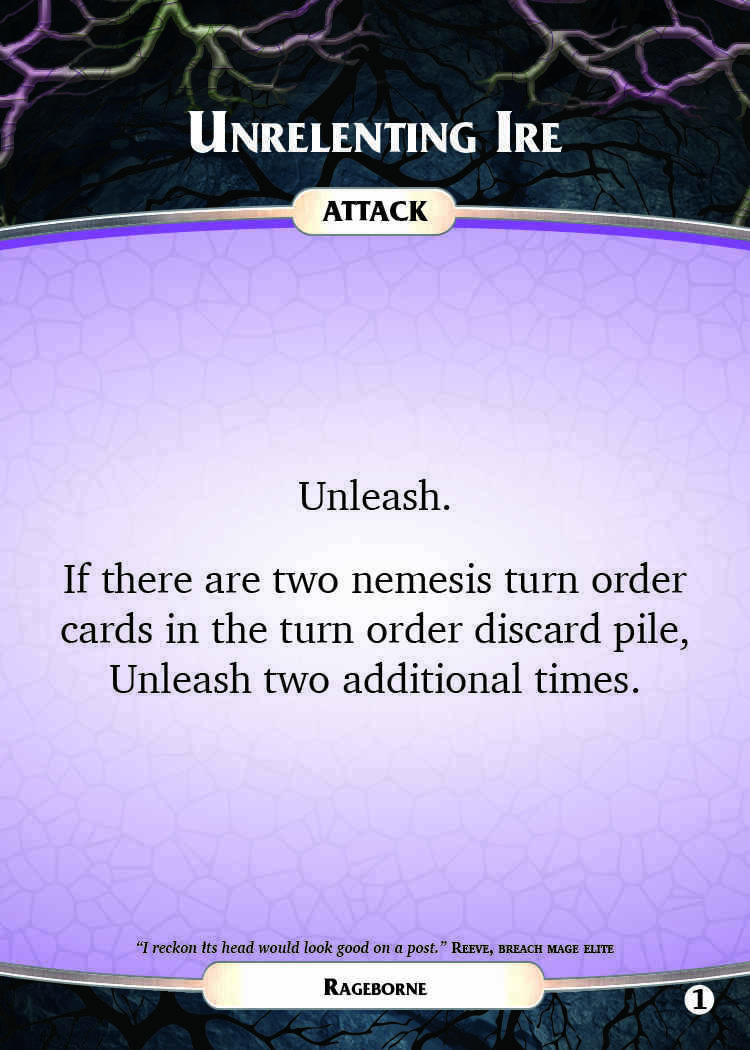 Unrelenting Ire
ATTACK
Unleash.
If there are two nemesis turn order
cards in the turn order discard pile,
Unleash two additional times.
“I reckon its head would look good on a post.” Reeve, breach mage elite
Rageborne
1